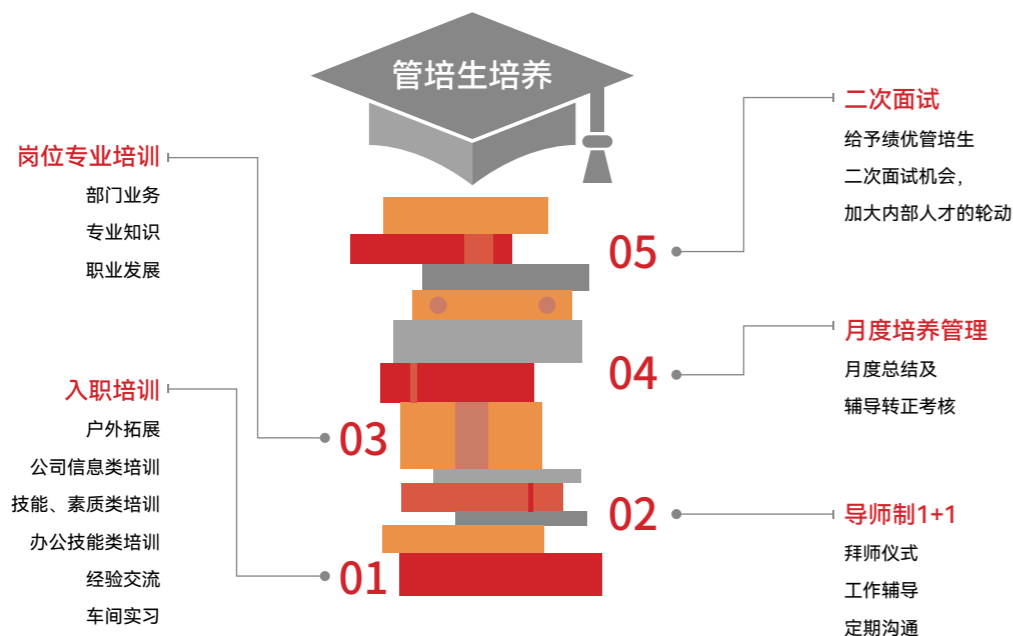 管培生培养
岗位专业培训
部门业务
专业知识
职业发展
03
入职培训
户外拓展
公司信息类培训
技能、素质类培训
办公技能类培训
经验交流
车间实习
01
二次面试
给予绩优管培生
二次面试机会，
加大内部人才的轮动
05
月度培养管理
月度总结及
辅导转正考核
04
导师制1+1
拜师仪式
工作辅导
定期沟通
02